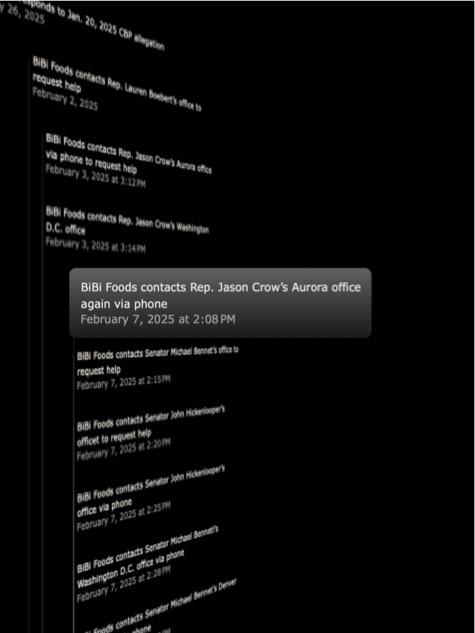 ponds to Jan. 20, 2025 CBP allegation
y 26, 2025
BiBi Foods contacts Rep. Lauren Boebert's office to
request help
February 2, 2025
BiBi Foods contacts Rep. Jason Crow's Aurora office
via phone to request help
February 3, 2025 at 3:12 PM
BiBi Foods contacts Rep. Jason Crow's Washington
D.C. office
February 3, 2025 at 3:14 PM
BiBi Foods contacts Rep. Jason Crow's Aurora office
again via phone
February 7, 2025 at 2:08 PM
BiBi Foods contacts Senator Michael Bennet's office to
request help
February 7, 2025 at 2:15 PM
BiBi Foods contacts Senator John Hickenlooper's
officet to request help
February 7, 2025 at 2:20 PM
BiBi Foods contacts Senator John Hickenlooper's
office via phone
February 7, 2025 at 2:25 PM
BiBi Foods contacts Senator Michael Bennett's
Washington D.C. office via phone
February 7, 2025 at 2:28 PM
Foods contacts Senator Michael Bennet's Denver
phone